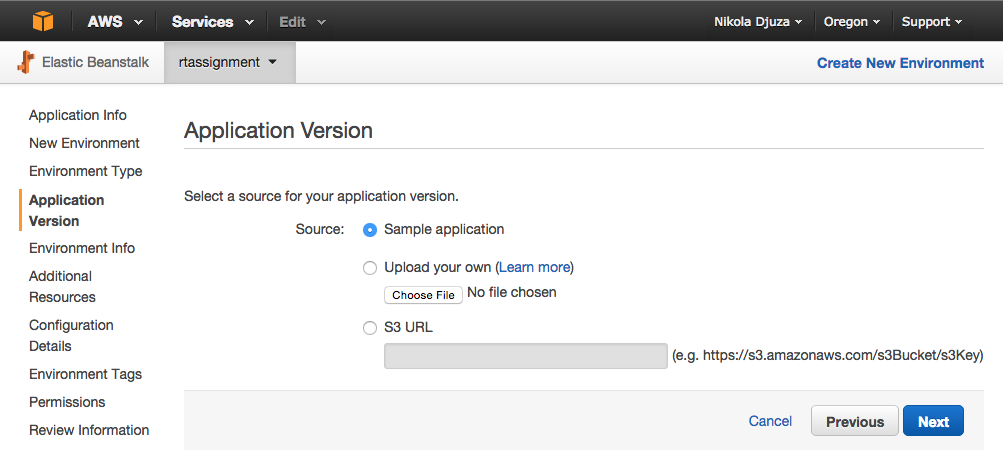 AWS Services Edit Nikola Djuza Oregon Support
Elastic Beanstalk rtassignment Create New Environment
Application Info
New Environment
Environment Type
Application
Version
Environment Info
Additional
Resources
Configuration
Details
Environment Tags
Permissions
Review Information
Application Version
Select a source for your application version.
Source: Sample application
Upload your own (Learn more)
Choose File No file chosen
S3 URL
(e.g. https://s3.amazonaws.com/s3Bucket/s3Key)
Cancel Previous Next